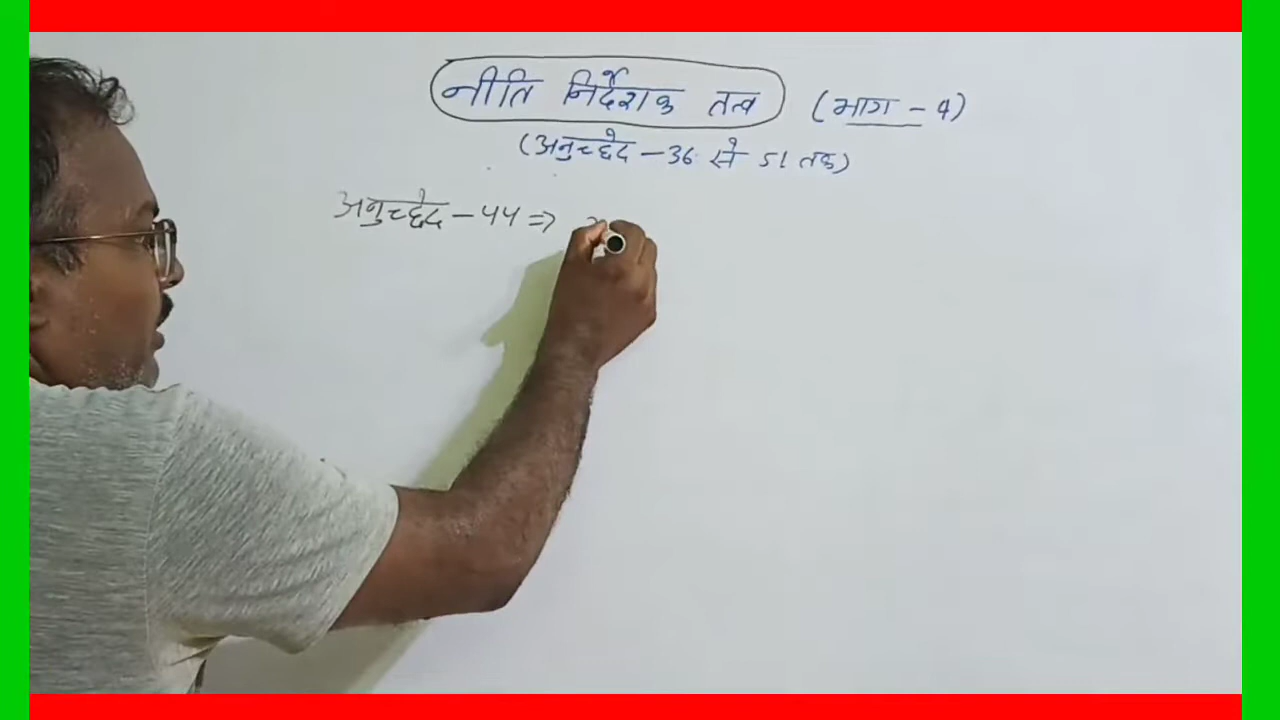 नीति निर्देशक तत्व (भाग - 4)
(अनुच्छेद - 36 से 51 तक)
अनुच्छेद - 44 ⇒